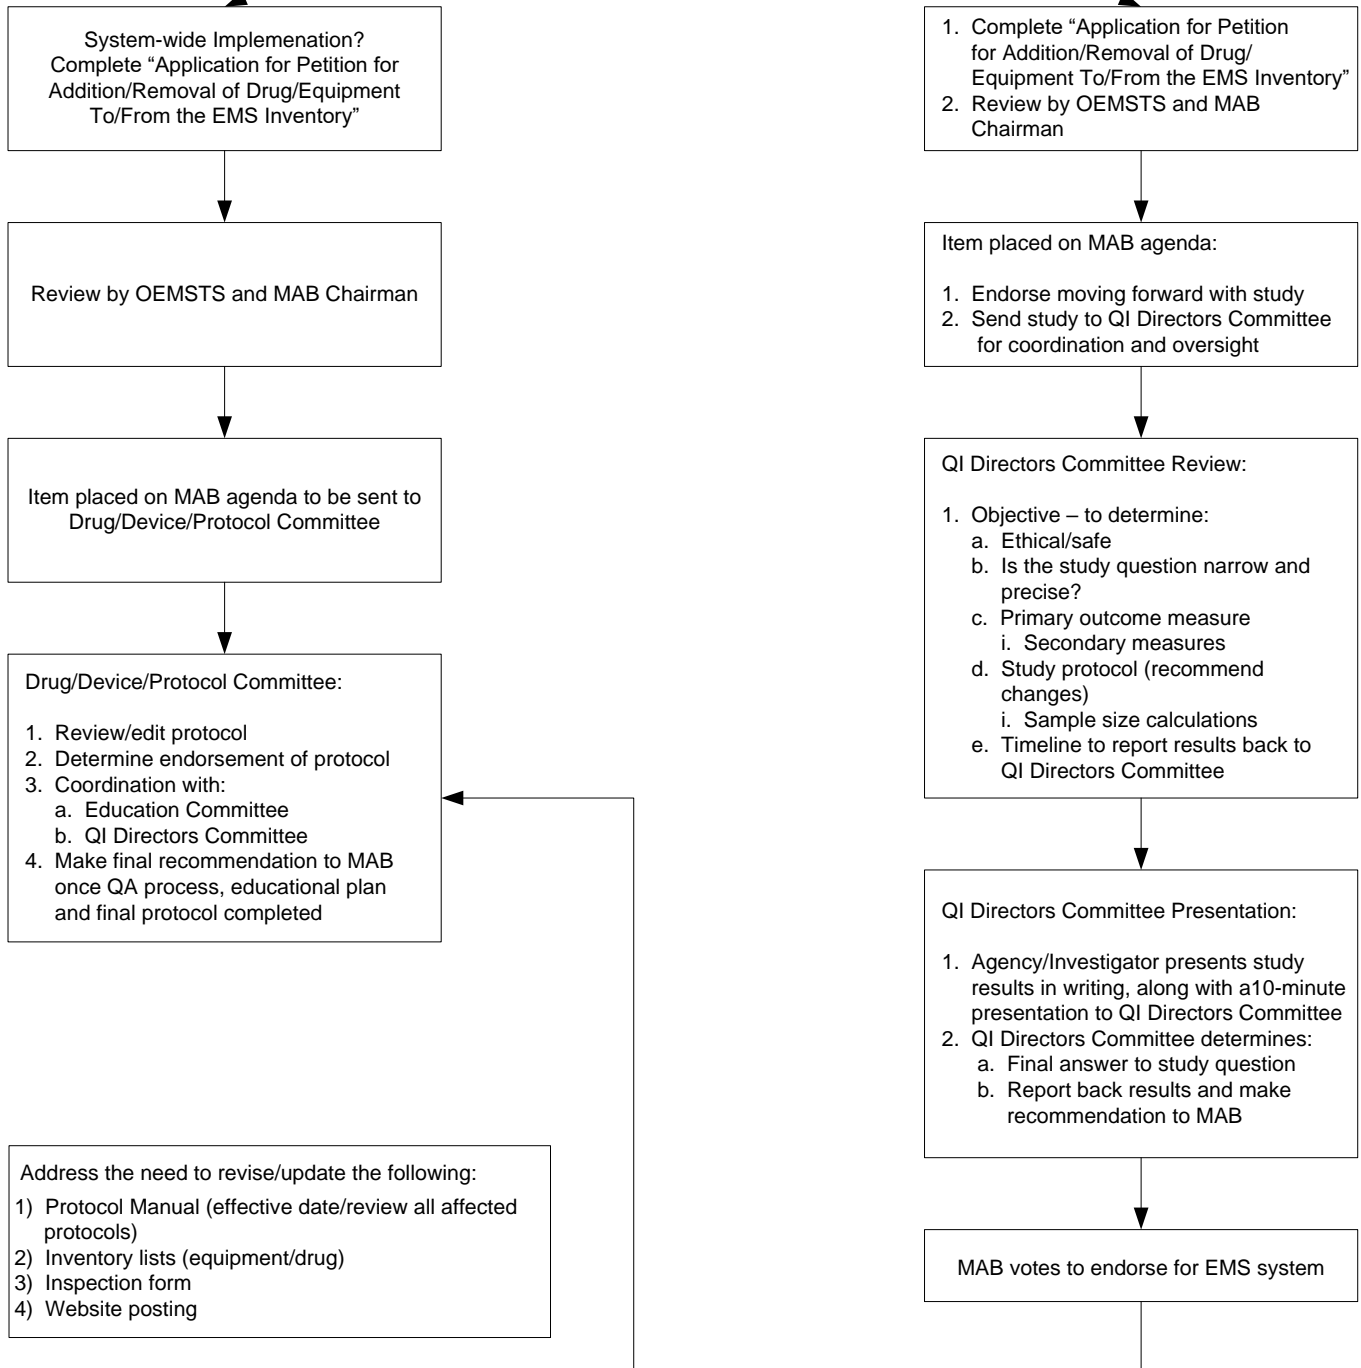 System-wide Implemenation?
Complete “Application for Petition for
Addition/Removal of Drug/Equipment
To/From the EMS Inventory”
Review by OEMSTS and MAB Chairman
Item placed on MAB agenda to be sent to
Drug/Device/Protocol Committee
Drug/Device/Protocol Committee:
1. Review/edit protocol
2. Determine endorsement of protocol
3. Coordination with:
a. Education Committee
b. QI Directors Committee
4. Make final recommendation to MAB
once QA process, educational plan
and final protocol completed
Address the need to revise/update the following:
1) Protocol Manual (effective date/review all affected
protocols)
2) Inventory lists (equipment/drug)
3) Inspection form
4) Website posting
1. Complete “Application for Petition
for Addition/Removal of Drug/
Equipment To/From the EMS Inventory”
2. Review by OEMSTS and MAB
Chairman
Item placed on MAB agenda:
1. Endorse moving forward with study
2. Send study to QI Directors Committee
for coordination and oversight
QI Directors Committee Review:
1. Objective – to determine:
a. Ethical/safe
b. Is the study question narrow and
precise?
c. Primary outcome measure
i. Secondary measures
d. Study protocol (recommend
changes)
i. Sample size calculations
e. Timeline to report results back to
QI Directors Committee
QI Directors Committee Presentation:
1. Agency/Investigator presents study
results in writing, along with a10-minute
presentation to QI Directors Committee
2. QI Directors Committee determines:
a. Final answer to study question
b. Report back results and make
recommendation to MAB
MAB votes to endorse for EMS system